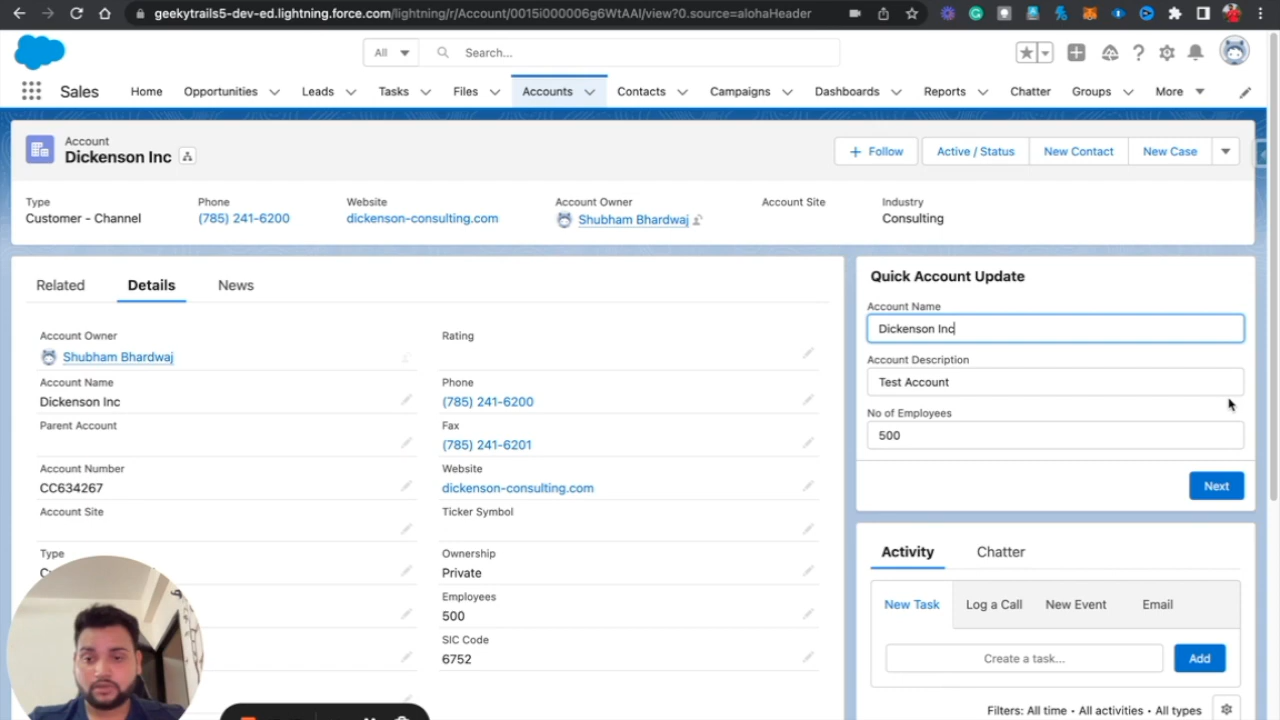 geekytrails5-dev-ed.lightning.force.com/lightning/r/Account/0015i000006g6WtAAI/view?0.source=alohaHeader
All
Search...
Sales
Home
Opportunities
Leads
Tasks
Files
Accounts
Contacts
Campaigns
Dashboards
Reports
Chatter
Groups
More
Account
Dickenson Inc
+ Follow
Active / Status
New Contact
New Case
Type
Customer - Channel
Phone
(785) 241-6200
Website
dickenson-consulting.com
Account Owner
Shubham Bhardwaj
Account Site
Industry
Consulting
Related
Details
News
Account Owner
Shubham Bhardwaj
Rating
Account Name
Dickenson Inc
Phone
(785) 241-6200
Parent Account
Fax
(785) 241-6201
Account Number
CC634267
Website
dickenson-consulting.com
Account Site
Ticker Symbol
Type
Ownership
Private
Employees
500
SIC Code
6752
Quick Account Update
Account Name
Dickenson Inc
Account Description
Test Account
No of Employees
500
Next
Activity
Chatter
New Task
Log a Call
New Event
Email
Create a task...
Add
Filters: All time • All activities • All types